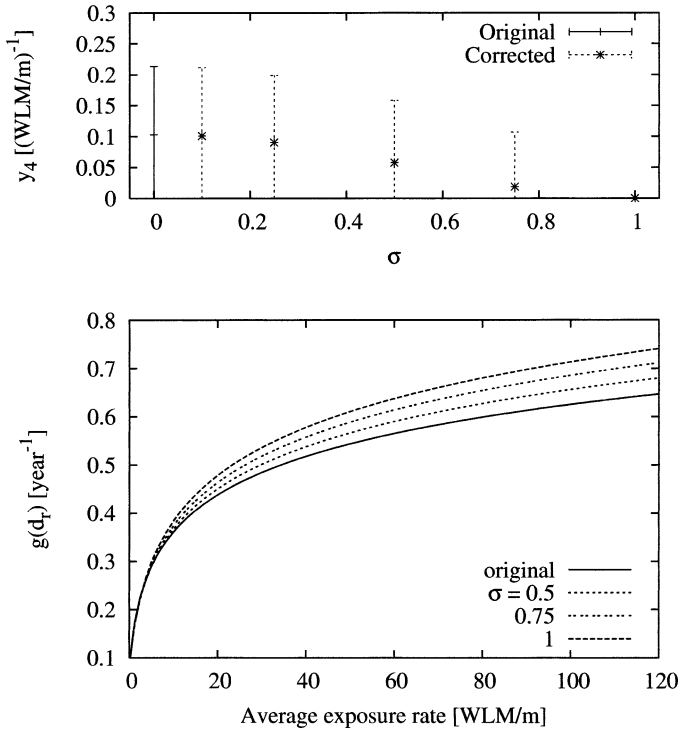 0.3
0.25
0.2
0.15
0.1
0.05
0
y4 [(WLM/m)-1]
Original
Corrected
0 0.2 0.4 0.6 0.8 1
σ
0.8
0.7
0.6
0.5
0.4
0.3
0.2
0.1
g(dr) [year-1]
original
σ = 0.5
0.75
1
0 20 40 60 80 100 120
Average exposure rate [WLM/m]